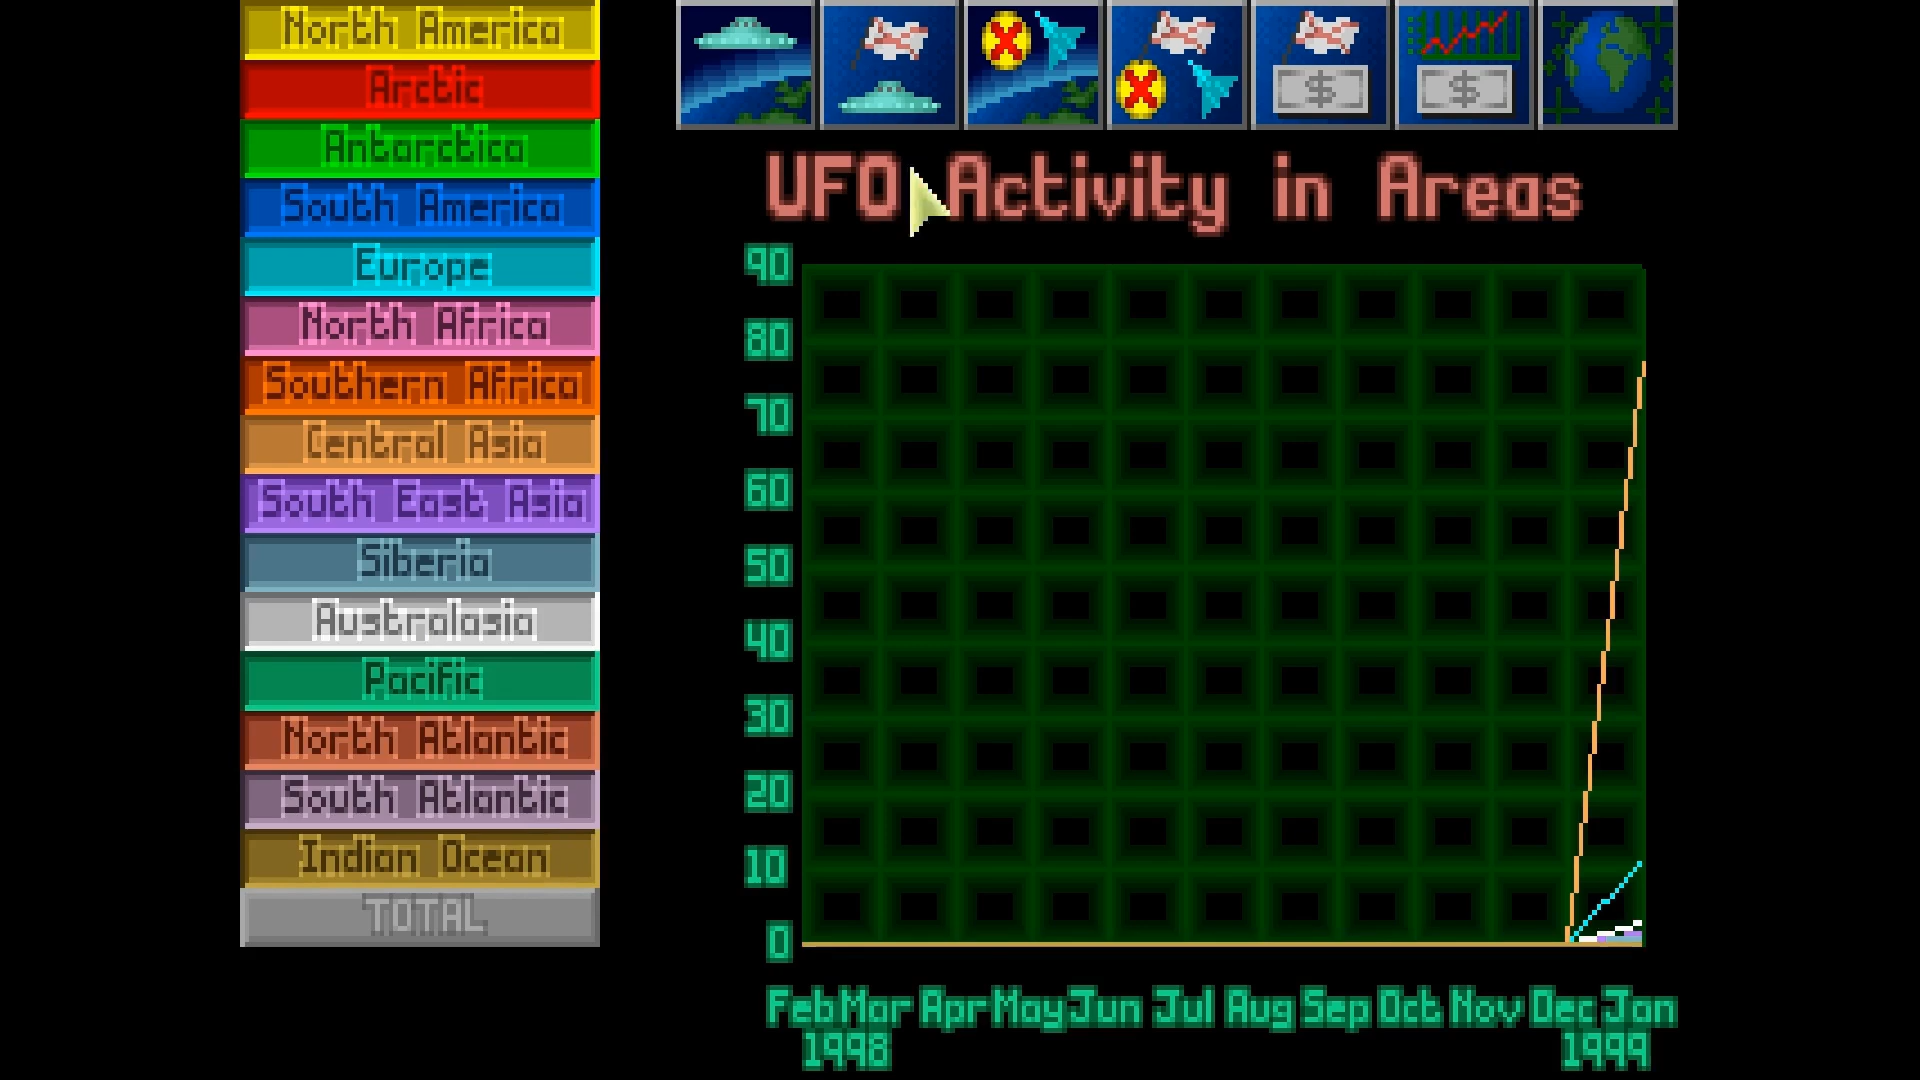 North America
Arctic
Antarctica
South America
Europe
North Africa
Southern Africa
Central Asia
South East Asia
Siberia
Australasia
Pacific
North Atlantic
South Atlantic
Indian Ocean
TOTAL
$ $
UFO Activity in Areas
90
80
70
60
50
40
30
20
10
0
Feb Mar Apr May Jun Jul Aug Sep Oct Nov Dec Jan
1998 1999